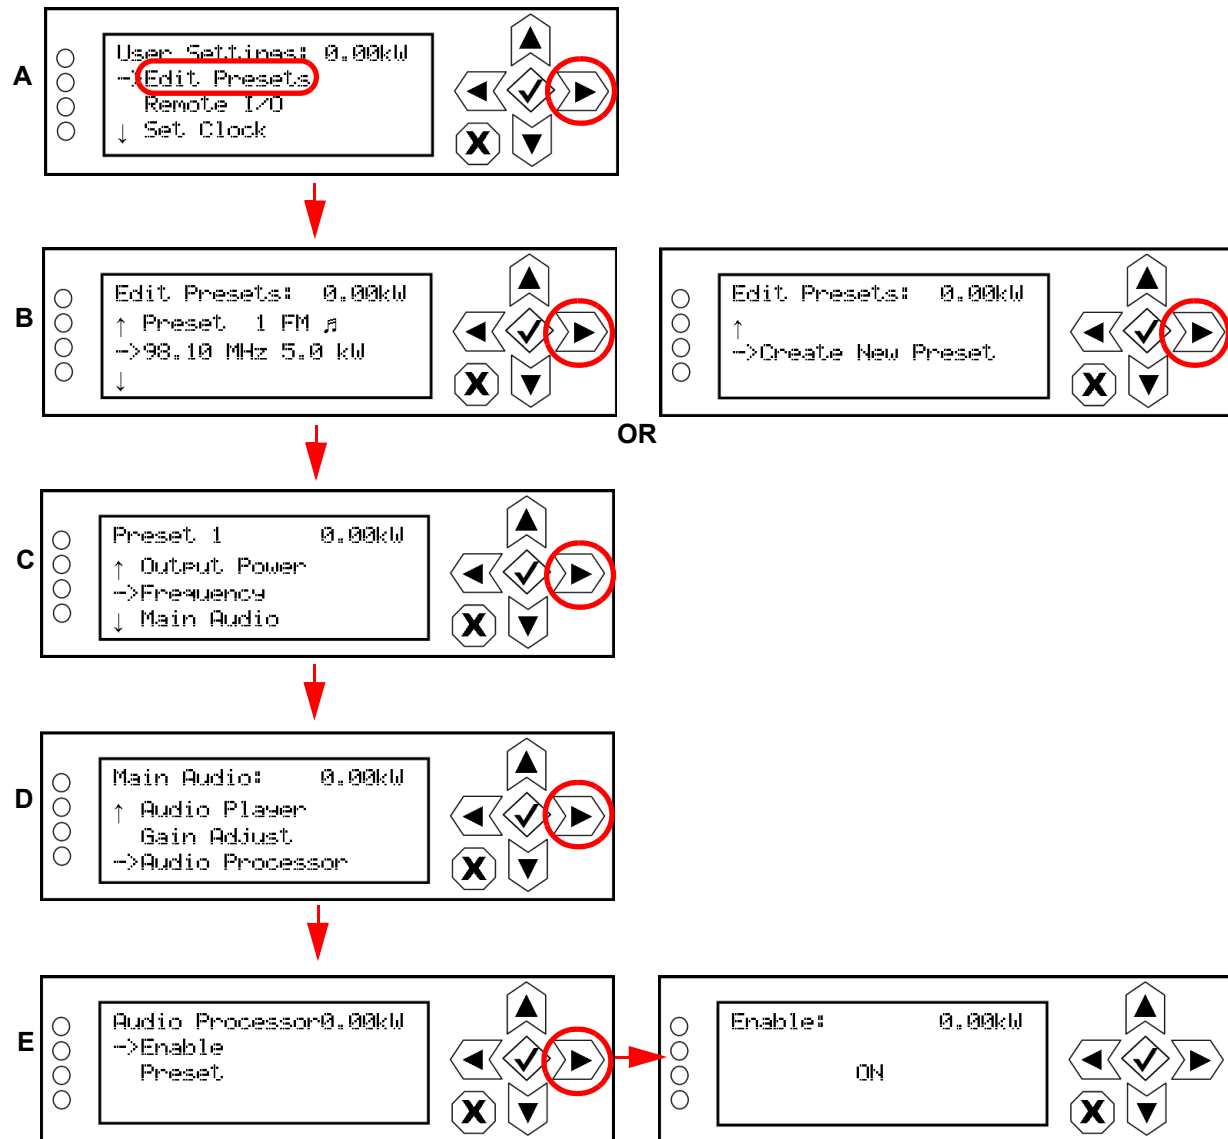 A
User Settings: 0.00kW
->Edit Presets
Remote I/O
↓ Set Clock
X
B
Edit Presets: 0.00kW
↑ Preset 1 FM ♬
->98.10 MHz 5.0 kW
↓
X
Edit Presets: 0.00kW
↑
->Create New Preset
X
OR
C
Preset 1 0.00kW
↑ Output Power
->Frequency
↓ Main Audio
X
D
Main Audio: 0.00kW
↑ Audio Player
Gain Adjust
->Audio Processor
X
E
Audio Processor0.00kW
->Enable
Preset
X
Enable: 0.00kW
ON
X